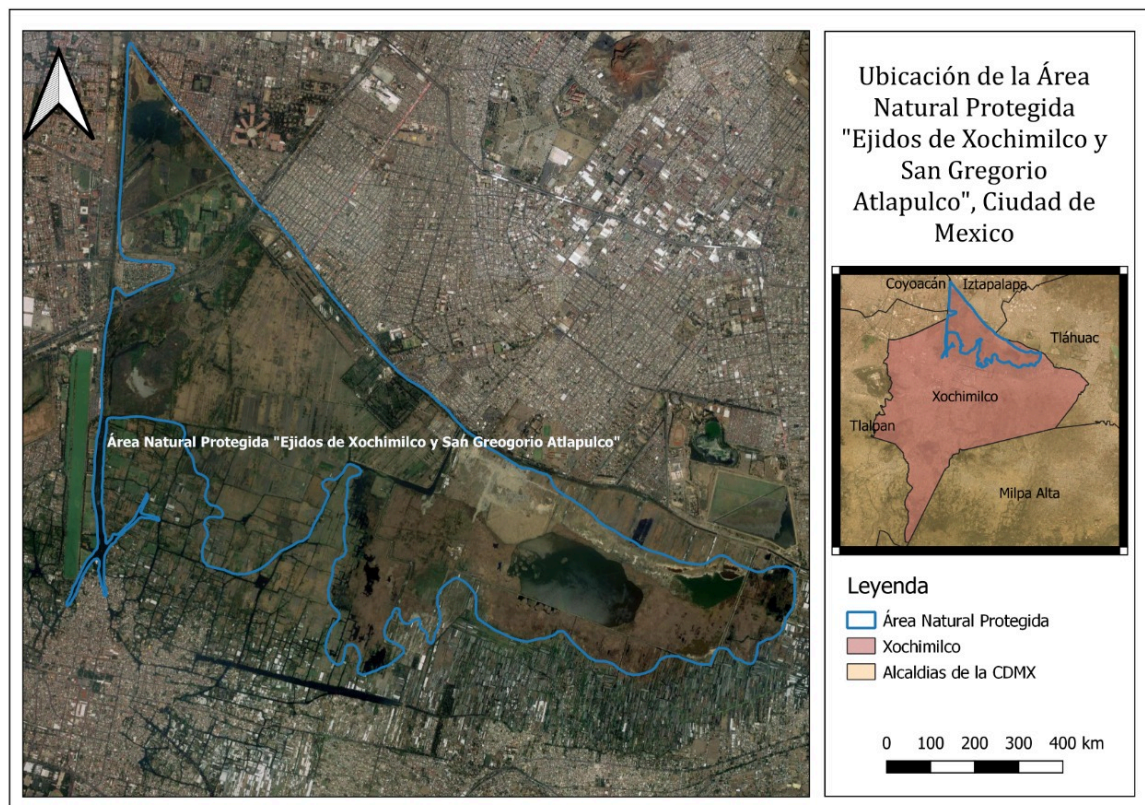 Ubicación de la Área
Natural Protegida
"Ejidos de Xochimilco y
San Gregorio
Atlapulco", Ciudad de
Mexico
Área Natural Protegida "Ejidos de Xochimilco y San Greogorio Atlapulco"
Coyoacán
Iztapalapa
Tláhuac
Xochimilco
Tlalpan
Milpa Alta
Leyenda
Área Natural Protegida
Xochimilco
Alcaldias de la CDMX
0 100 200 300 400 km